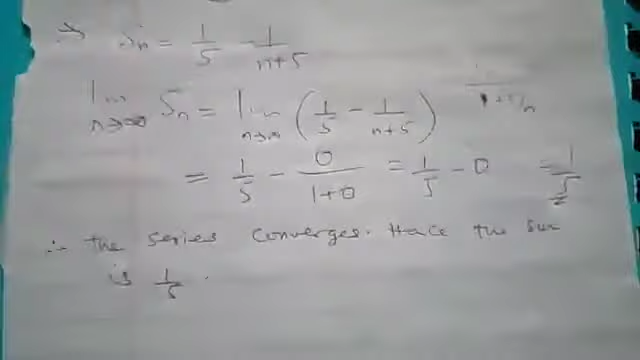 ⇒ Sn = 1/5 - 1/(n+5)
lim n→∞ Sn = lim n→∞ (1/5 - 1/(n+5))
= 1/5 - 0/(1+0) = 1/5 - 0 = 1/5
∴ the series converges. Hace the sum
is 1/5.